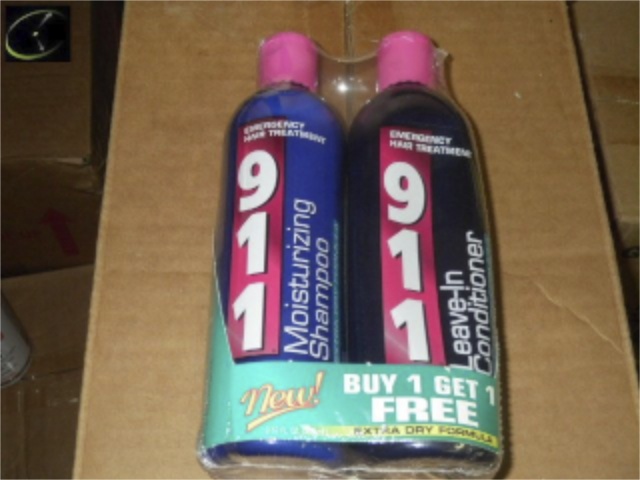 EMERGENCY
HAIR TREATMENT
911
Moisturizing
Shampoo
EMERGENCY
HAIR TREATMENT
911
Leave-In
Conditioner
New!
BUY 1 GET 1
FREE
EXTRA DRY FORMULA